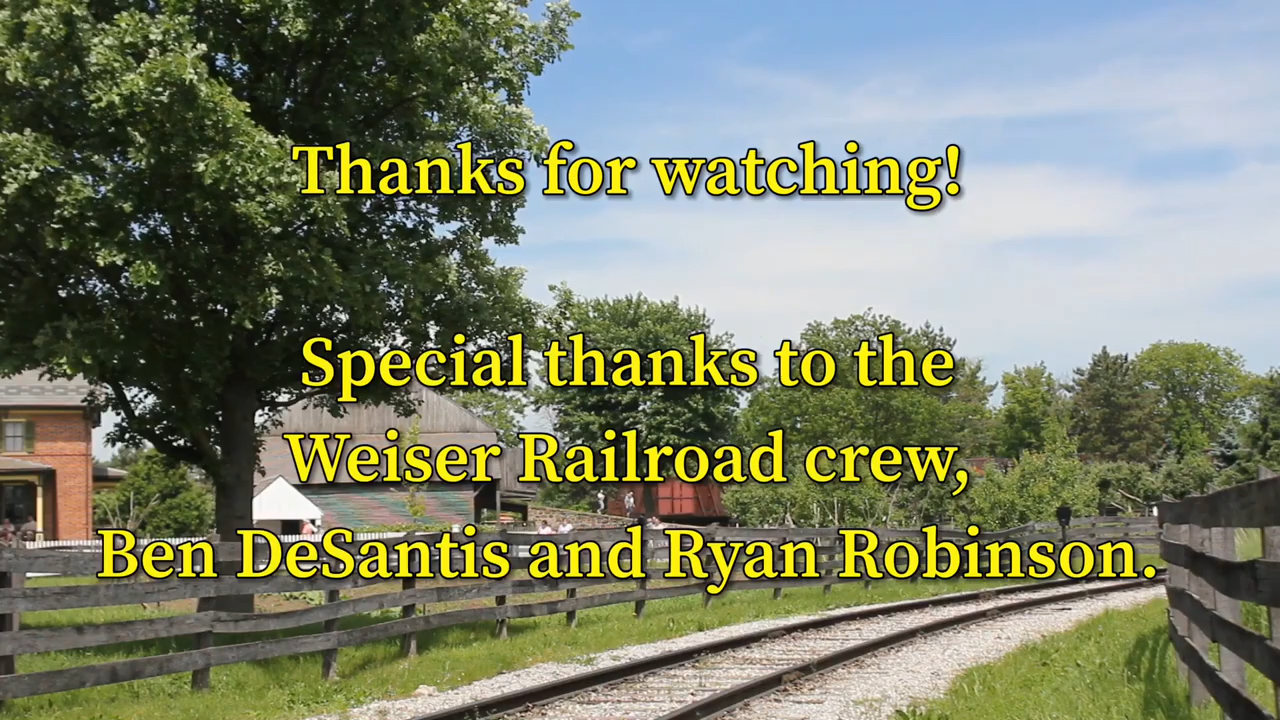 Thanks for watching!
Special thanks to the
Weiser Railroad crew,
Ben DeSantis and Ryan Robinson.